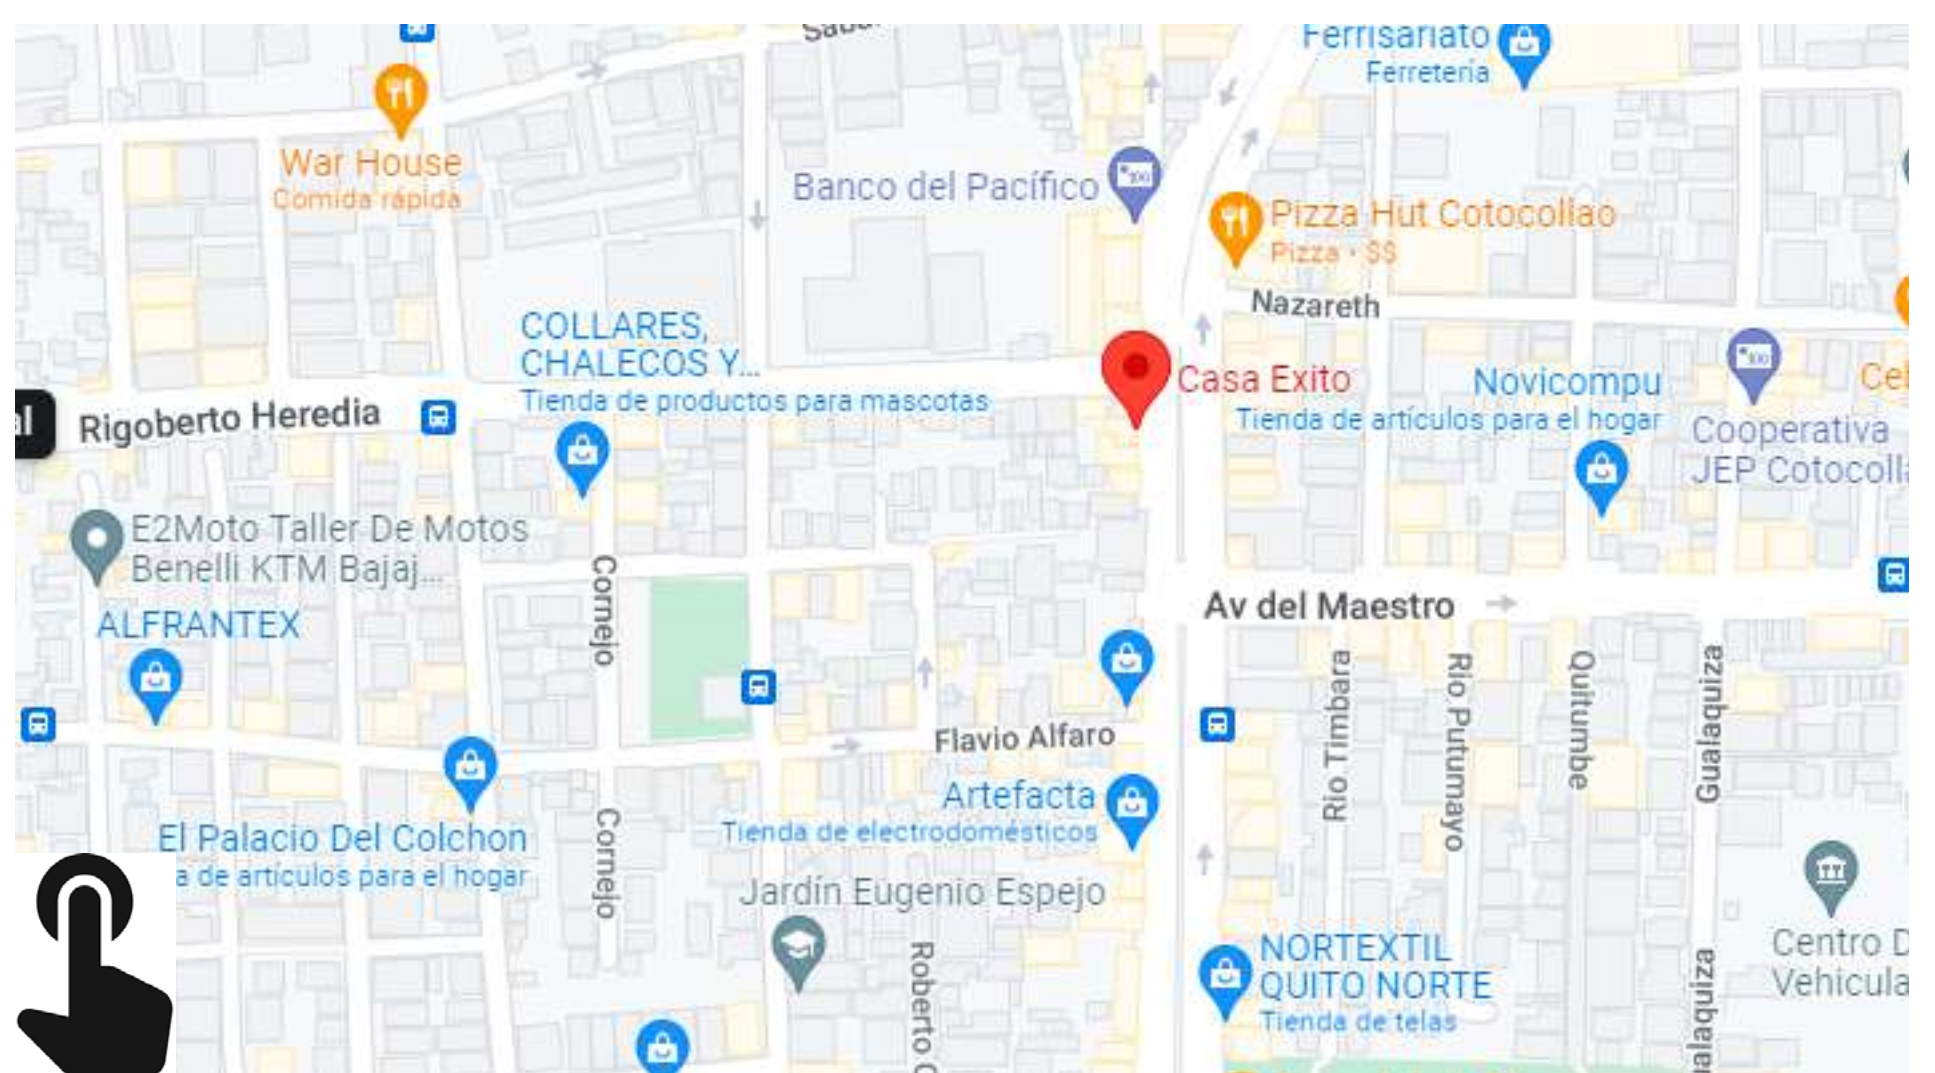 Ferrisariato
Ferretería
War House
Comida rápida
Banco del Pacífico
Pizza Hut Cotocollao
Pizza · $$
Nazareth
COLLARES,
CHALECOS Y...
Tienda de productos para mascotas
Casa Exito
Novicompu
Tienda de artículos para el hogar
Cooperativa
JEP Cotocolla
Cel
al
Rigoberto Heredia
E2Moto Taller De Motos
Benelli KTM Bajaj...
ALFRANTEX
Cornejo
Av del Maestro
Rio Timbara
Rio Putumayo
Quitumbe
Gualaquiza
Flavio Alfaro
Artefacta
Tienda de electrodomésticos
El Palacio Del Colchon
a de artículos para el hogar
Cornejo
Jardín Eugenio Espejo
Roberto
NORTEXTIL
QUITO NORTE
Tienda de telas
Centro D
Vehicula
alaquiza